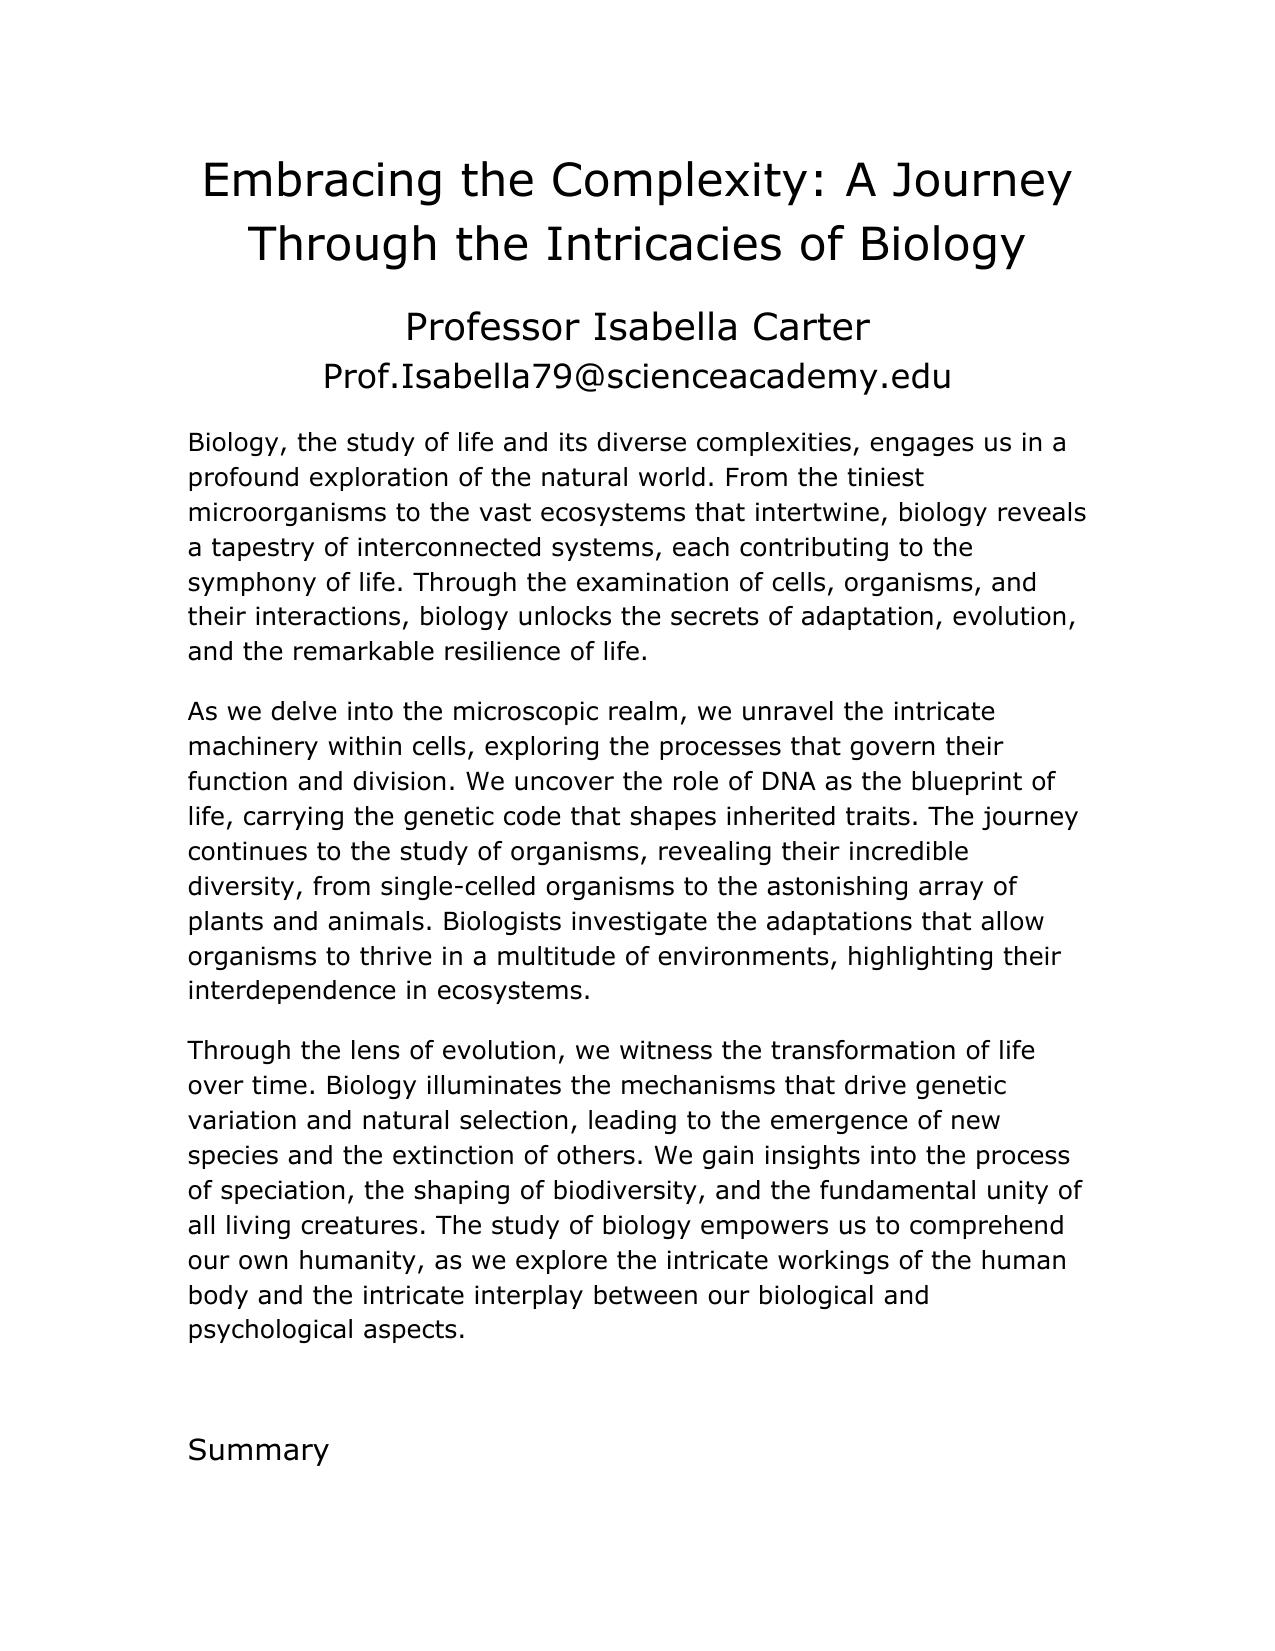 Embracing the Complexity: A Journey
Through the Intricacies of Biology
Professor Isabella Carter
Prof.Isabella79@scienceacademy.edu
Biology, the study of life and its diverse complexities, engages us in a
profound exploration of the natural world. From the tiniest
microorganisms to the vast ecosystems that intertwine, biology reveals
a tapestry of interconnected systems, each contributing to the
symphony of life. Through the examination of cells, organisms, and
their interactions, biology unlocks the secrets of adaptation, evolution,
and the remarkable resilience of life.
As we delve into the microscopic realm, we unravel the intricate
machinery within cells, exploring the processes that govern their
function and division. We uncover the role of DNA as the blueprint of
life, carrying the genetic code that shapes inherited traits. The journey
continues to the study of organisms, revealing their incredible
diversity, from single-celled organisms to the astonishing array of
plants and animals. Biologists investigate the adaptations that allow
organisms to thrive in a multitude of environments, highlighting their
interdependence in ecosystems.
Through the lens of evolution, we witness the transformation of life
over time. Biology illuminates the mechanisms that drive genetic
variation and natural selection, leading to the emergence of new
species and the extinction of others. We gain insights into the process
of speciation, the shaping of biodiversity, and the fundamental unity of
all living creatures. The study of biology empowers us to comprehend
our own humanity, as we explore the intricate workings of the human
body and the intricate interplay between our biological and
psychological aspects.
Summary